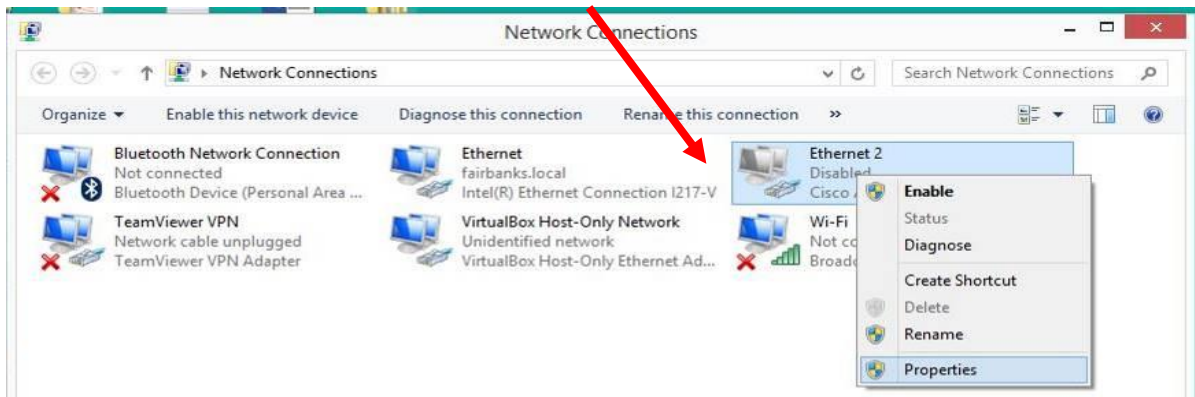 Network Connections
Network Connections
Search Network Connections
Organize
Enable this network device
Diagnose this connection
Rename this connection
»
Bluetooth Network Connection
Not connected
Bluetooth Device (Personal Area ...
Ethernet
fairbanks.local
Intel(R) Ethernet Connection I217-V
Ethernet 2
Disabled
Cisco
TeamViewer VPN
Network cable unplugged
TeamViewer VPN Adapter
VirtualBox Host-Only Network
Unidentified network
VirtualBox Host-Only Ethernet Ad...
Wi-Fi
Not
Enable
Status
Diagnose
Create Shortcut
Delete
Rename
Properties